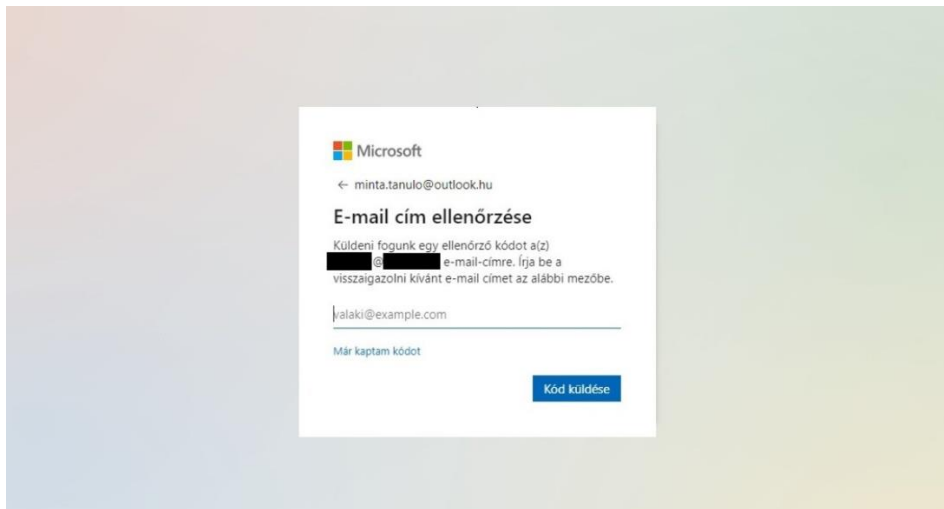 Microsoft
← minta.tanulo@outlook.hu
E-mail cím ellenőrzése
Küldeni fogunk egy ellenőrző kódot a(z)
@ e-mail-címre. Írja be a
visszaigazolni kívánt e-mail címet az alábbi mezőbe.
valaki@example.com
Már kaptam kódot
Kód küldése